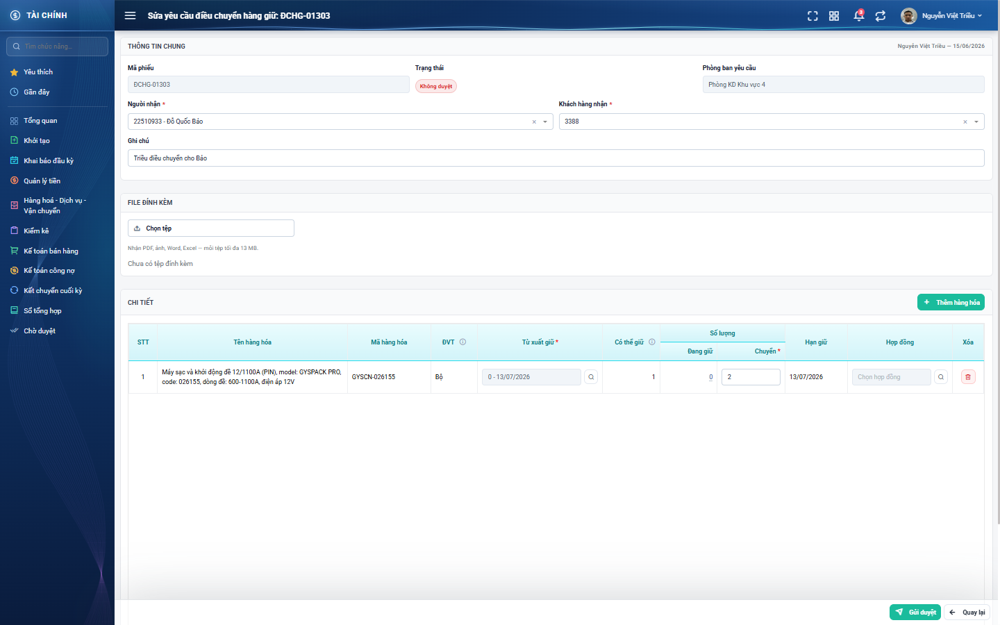 TÀI CHÍNH
Sửa yêu cầu điều chuyển hàng giữ: ĐCHG-01303
3
Nguyễn Việt Triều
Tìm chức năng...
Yêu thích
Gần đây
Tổng quan
Khởi tạo
Khai báo đầu kỳ
Quản lý tiền
Hàng hoá - Dịch vụ -
Vận chuyển
Kiểm kê
Kế toán bán hàng
Kế toán công nợ
Kết chuyển cuối kỳ
Sổ tổng hợp
Chờ duyệt
THÔNG TIN CHUNG
Nguyễn Việt Triều — 15/06/2026
Mã phiếu
Trạng thái
Phòng ban yêu cầu
ĐCHG-01303
Không duyệt
Phòng KD Khu vực 4
Người nhận *
Khách hàng nhận *
22510933 - Đỗ Quốc Bảo
3388
Ghi chú
Triều điều chuyển cho Bảo
FILE ĐÍNH KÈM
Chọn tệp
Nhận PDF, ảnh, Word, Excel — mỗi tệp tối đa 13 MB.
Chưa có tệp đính kèm
CHI TIẾT
Thêm hàng hóa
STT
Tên hàng hóa
Mã hàng hóa
ĐVT
Từ xuất giữ *
Có thể giữ
Số lượng
Đang giữ
Chuyển *
Hạn giữ
Hợp đồng
Xóa
1
Máy sạc và khởi động đề 12/1100A (PIN), model: GYSPACK PRO,
code: 026155, dòng đề: 600-1100A, điện áp 12V
GYSCN-026155
Bộ
0 - 13/07/2026
1
0
2
13/07/2026
Chọn hợp đồng
Gửi duyệt
Quay lại